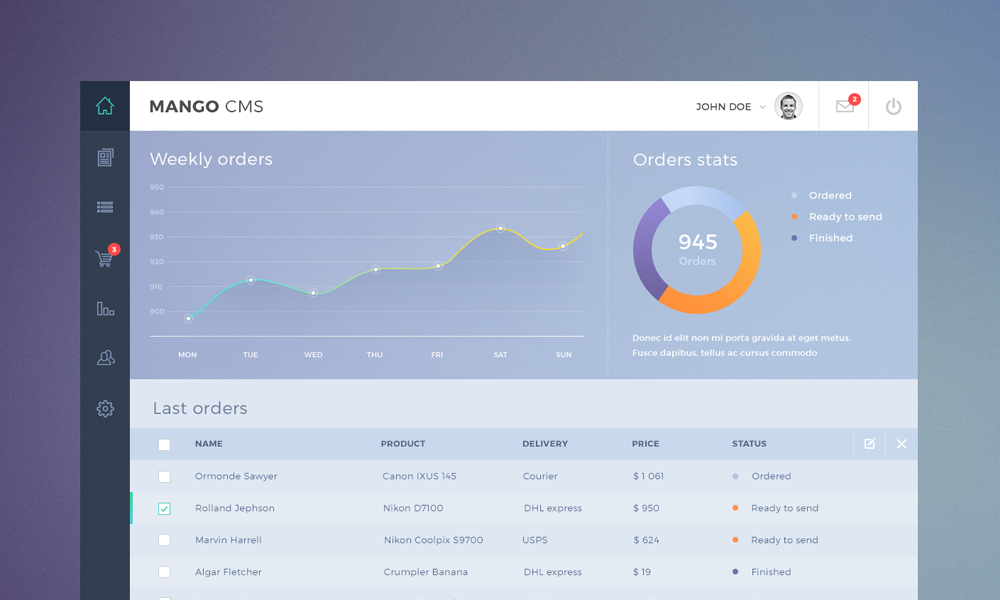 MANGO CMS
JOHN DOE
2
Weekly orders
950
940
930
920
910
900
MON TUE WED THU FRI SAT SUN
Orders stats
945
Orders
Ordered
Ready to send
Finished
Donec id elit non mi porta gravida at eget metus.
Fusce dapibus, tellus ac cursus commodo
3
Last orders
NAME PRODUCT DELIVERY PRICE STATUS
Ormonde Sawyer Canon IXUS 145 Courier $ 1 061 Ordered
Rolland Jephson Nikon D7100 DHL express $ 950 Ready to send
Marvin Harrell Nikon Coolpix S9700 USPS $ 624 Ready to send
Algar Fletcher Crumpler Banana DHL express $ 19 Finished